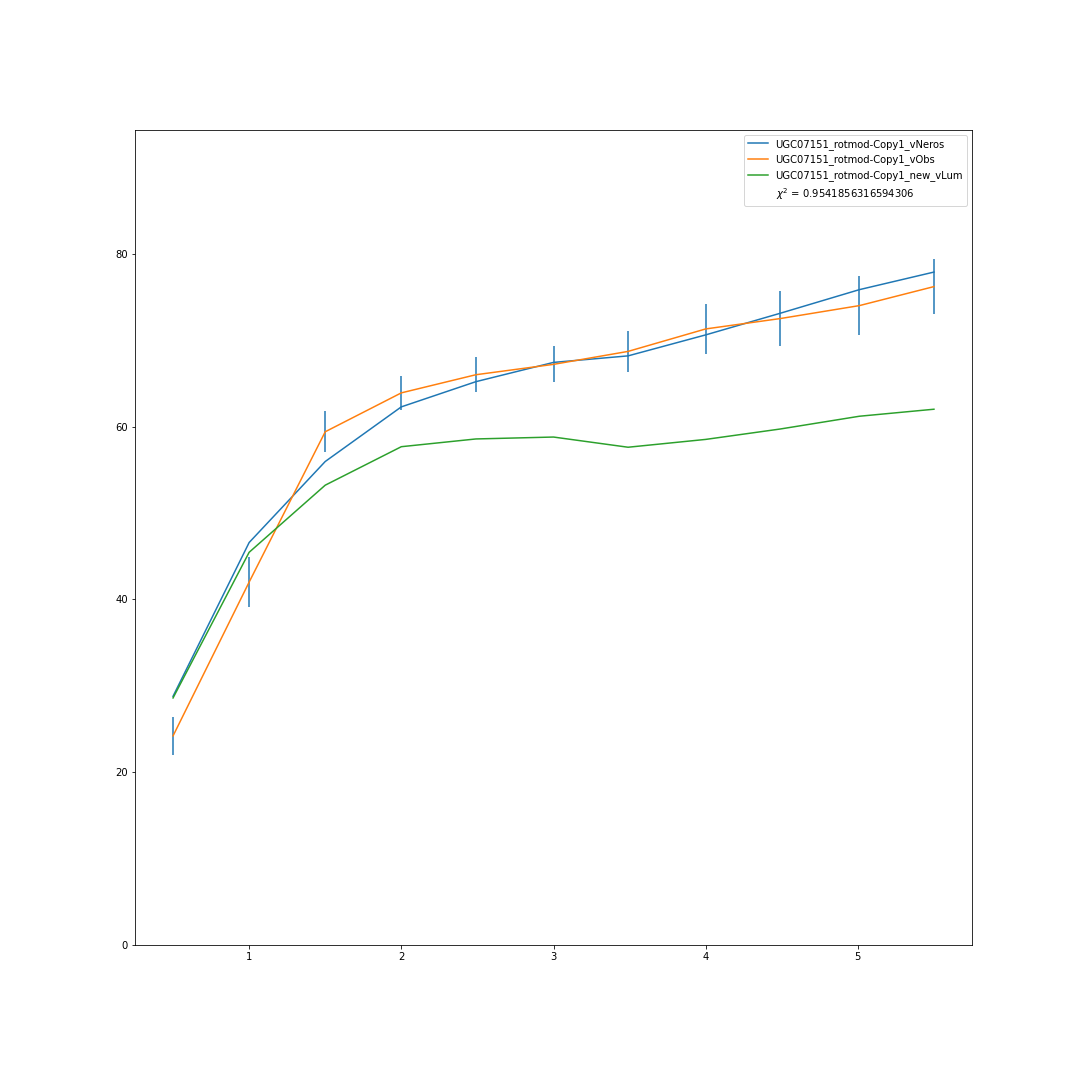 UGC07151_rotmod-Copy1_vNeros
UGC07151_rotmod-Copy1_vObs
UGC07151_rotmod-Copy1_new_vLum
χ² = 0.9541856316594306
80
60
40
20
0
1 2 3 4 5